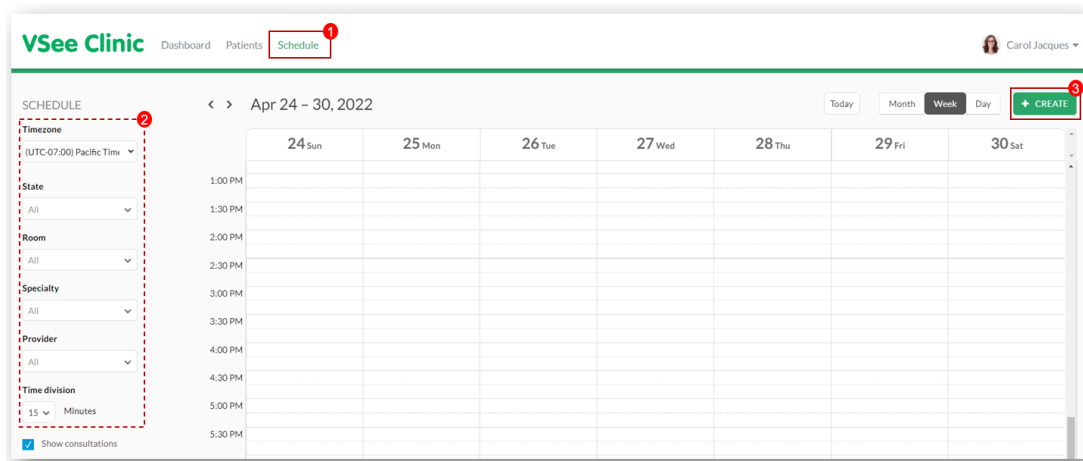 VSee Clinic Dashboard Patients Schedule 1 Carol Jacques
SCHEDULE Apr 24 – 30, 2022 Today Month Week Day + CREATE 3
2
Timezone
(UTC-07:00) Pacific Time
24 Sun 25 Mon 26 Tue 27 Wed 28 Thu 29 Fri 30 Sat
State
All
Room
All
Specialty
All
Provider
All
Time division
15 Minutes
Show consultations
1:00 PM
1:30 PM
2:00 PM
2:30 PM
3:00 PM
3:30 PM
4:00 PM
4:30 PM
5:00 PM
5:30 PM